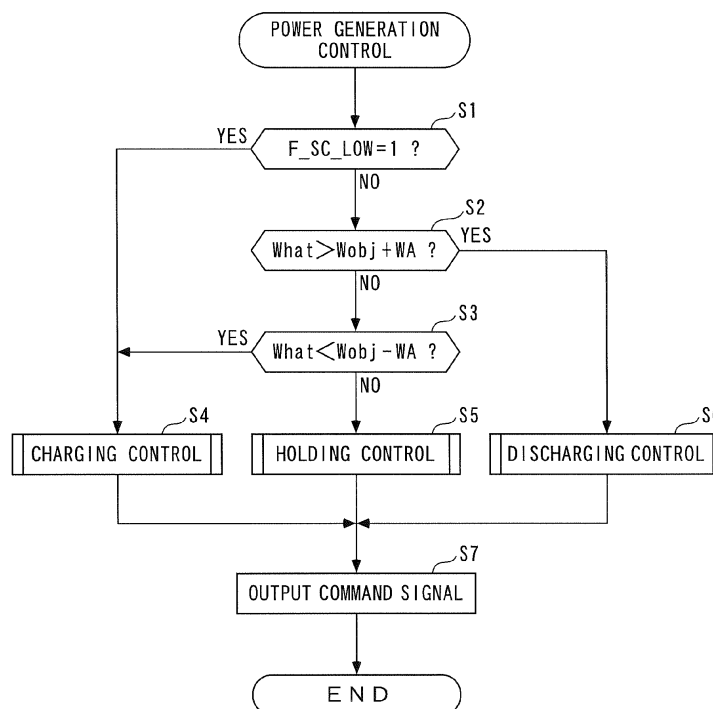 POWER GENERATION
CONTROL
S1
YES
F_SC_LOW=1 ?
NO
S2
What>Wobj+WA ?
YES
NO
S3
YES
What<Wobj-WA ?
NO
S4
S5
CHARGING CONTROL
HOLDING CONTROL
DISCHARGING CONTROL
S7
OUTPUT COMMAND SIGNAL
END